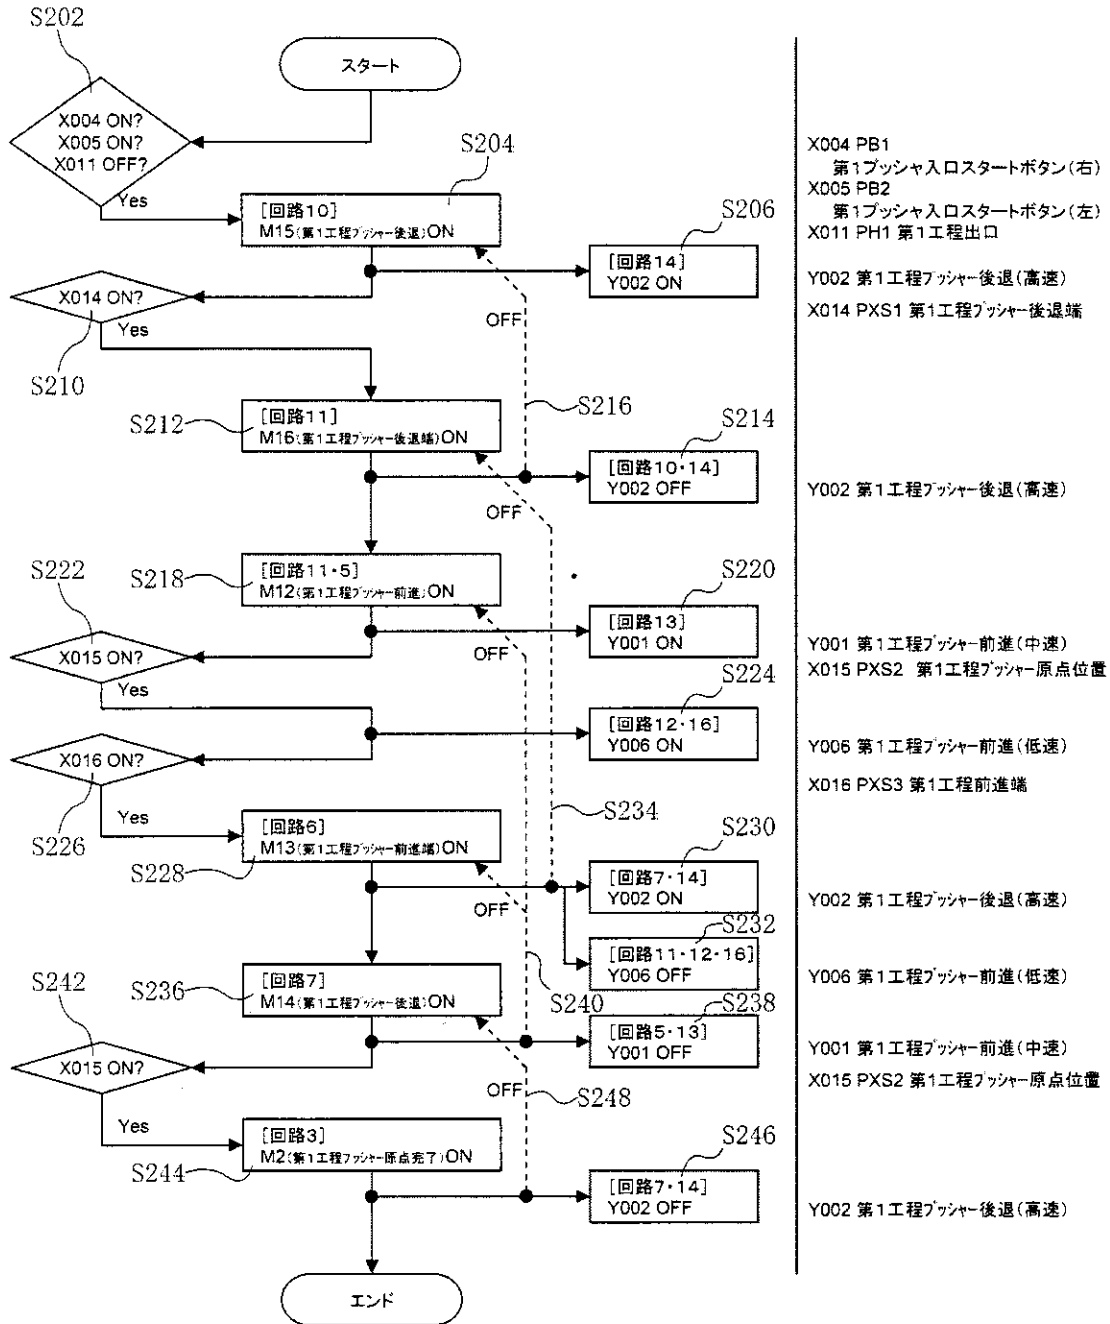 S202
スタート
X004 ON?
X005 ON?
X011 OFF?
Yes
S204
[回路10]
M15(第1工程プッシャー後退)ON
S206
[回路14]
Y002 ON
X004 PB1
第1プッシャ入口スタートボタン(右)
X005 PB2
第1プッシャ入口スタートボタン(左)
X011 PH1 第1工程出口
Y002 第1工程プッシャー後退(高速)
X014 PXS1 第1工程プッシャー後退端
X014 ON?
Yes
OFF
S210
S212
[回路11]
M16(第1工程プッシャー後退端)ON
S216
S214
[回路10・14]
Y002 OFF
Y002 第1工程プッシャー後退(高速)
OFF
S222
S218
[回路11・5]
M12(第1工程プッシャー前進)ON
S220
[回路13]
Y001 ON
OFF
X015 ON?
Yes
Y001 第1工程プッシャー前進(中速)
X015 PXS2 第1工程プッシャー原点位置
S224
[回路12・16]
Y006 ON
Y006 第1工程プッシャー前進(低速)
X016 ON?
X016 PXS3 第1工程前進端
Yes
S226
S234
[回路6]
M13(第1工程プッシャー前進端)ON
S228
S230
[回路7・14]
Y002 ON
Y002 第1工程プッシャー後退(高速)
OFF
S232
[回路11・12・16]
Y006 OFF
Y006 第1工程プッシャー前進(低速)
S242
S236
[回路7]
M14(第1工程プッシャー後退)ON
S240
S238
[回路5・13]
Y001 OFF
Y001 第1工程プッシャー前進(中速)
X015 ON?
X015 PXS2 第1工程プッシャー原点位置
OFF
S248
Yes
[回路3]
M2(第1工程プッシャー原点完了)ON
S244
S246
[回路7・14]
Y002 OFF
Y002 第1工程プッシャー後退(高速)
エンド